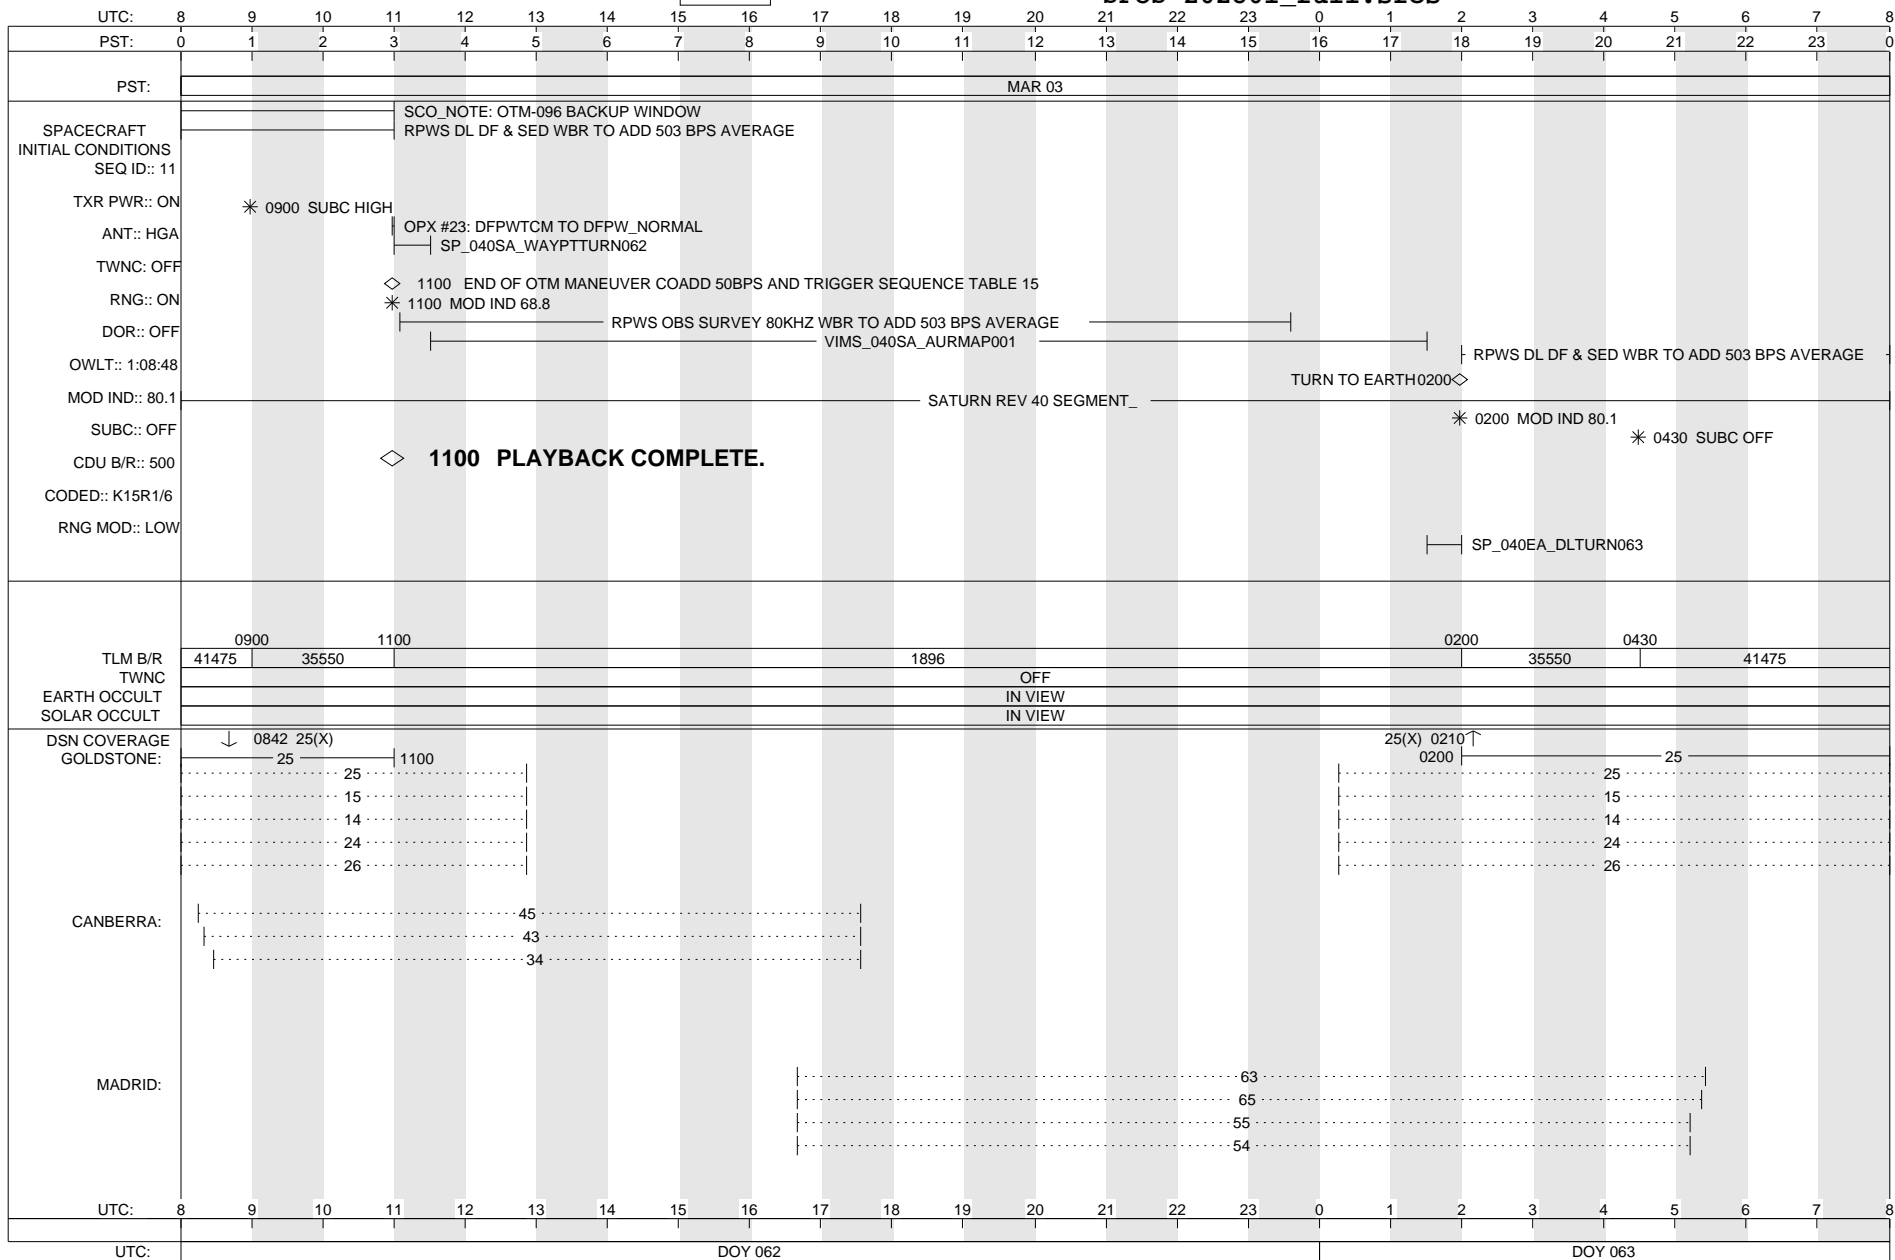 UTC: 8 9 10 11 12 13 14 15 16 17 18 19 20 21 22 23 0 1 2 3 4 5 6 7 8
PST: 0 1 2 3 4 5 6 7 8 9 10 11 12 13 14 15 16 17 18 19 20 21 22 23 0
PST: MAR 03
SCO_NOTE: OTM-096 BACKUP WINDOW
SPACECRAFT RPWS DL DF & SED WBR TO ADD 503 BPS AVERAGE
INITIAL CONDITIONS
SEQ ID:: 11
TXR PWR:: ON 0900 SUBC HIGH
OPX #23: DFPWTCM TO DFPW_NORMAL
ANT:: HGA
SP_040SA_WAYPTTURN062
TWNC: OFF
1100 END OF OTM MANEUVER COADD 50BPS AND TRIGGER SEQUENCE TABLE 15
RNG:: ON 1100 MOD IND 68.8
RPWS OBS SURVEY 80KHZ WBR TO ADD 503 BPS AVERAGE
DOR:: OFF
VIMS_040SA_AURMAP001
RPWS DL DF & SED WBR TO ADD 503 BPS AVERAGE
OWLT:: 1:08:48
TURN TO EARTH0200
MOD IND:: 80.1 SATURN REV 40 SEGMENT_
0200 MOD IND 80.1
SUBC:: OFF 0430 SUBC OFF
CDU B/R:: 500 1100 PLAYBACK COMPLETE.
CODED:: K15R1/6
RNG MOD:: LOW
SP_040EA_DLTURN063
0900 1100 0200 0430
TLM B/R 41475 35550 1896 35550 41475
TWNC OFF
EARTH OCCULT IN VIEW
SOLAR OCCULT IN VIEW
DSN COVERAGE 0842 25(X) 25(X) 0210
GOLDSTONE: 25 1100 0200 25
25 25
15 15
14 14
24 24
26 26
45
CANBERRA:
43
34
63
MADRID:
65
55
54
UTC: 8 9 10 11 12 13 14 15 16 17 18 19 20 21 22 23 0 1 2 3 4 5 6 7 8
UTC: DOY 062 DOY 063